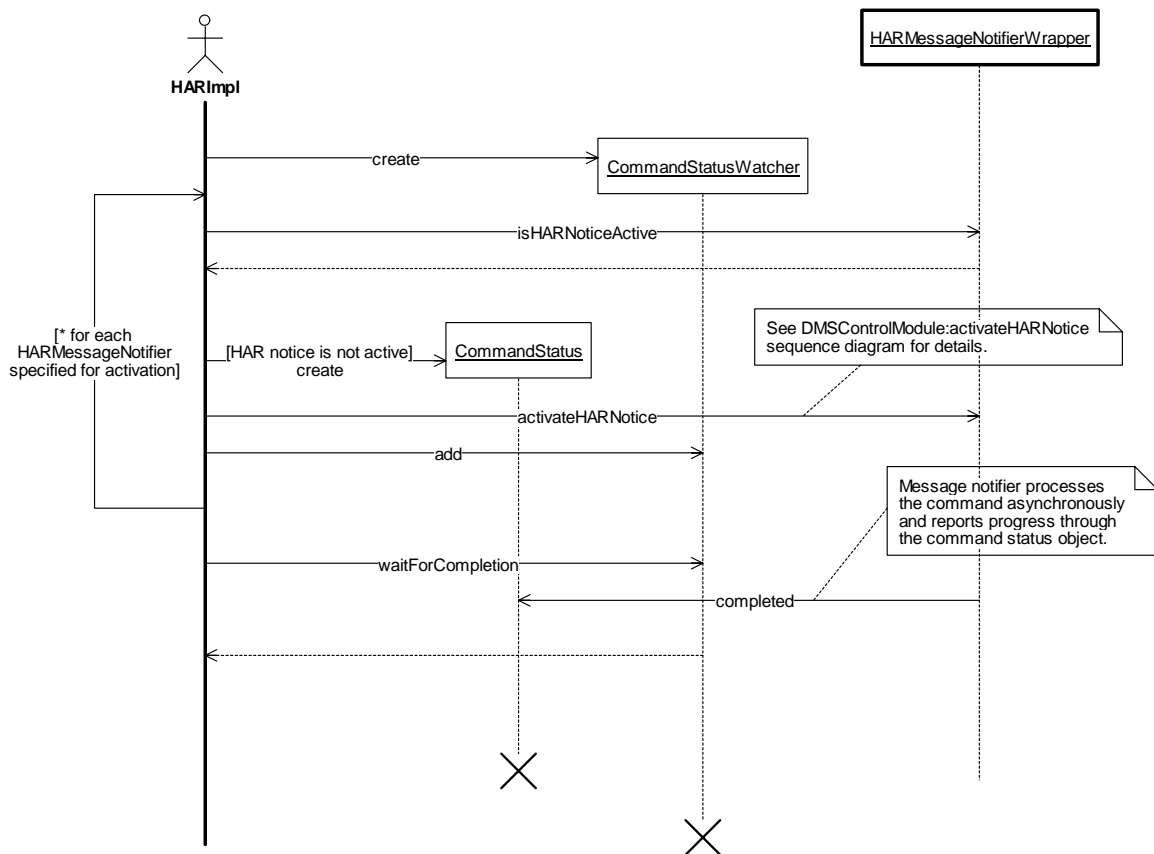 HARMessageNotifierWrapper
HARImpl
create
CommandStatusWatcher
isHARNoticeActive
[* for each
HARMessageNotifier
specified for activation]
See DMSControlModule:activateHARNotice
sequence diagram for details.
[HAR notice is not active]
create
CommandStatus
activateHARNotice
add
Message notifier processes
the command asynchronously
and reports progress through
the command status object.
waitForCompletion
completed